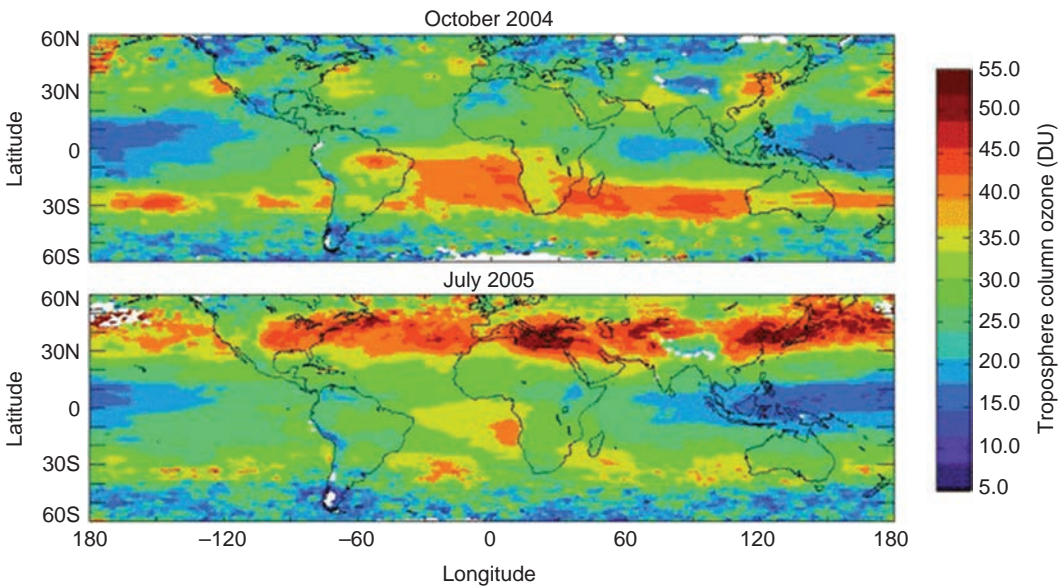 October 2004
60N
30N
0
30S
60S
Latitude
July 2005
60N
30N
0
30S
60S
Latitude
180
–120
–60
0
60
120
180
Longitude
55.0
50.0
45.0
40.0
35.0
30.0
25.0
20.0
15.0
10.0
5.0
Troposphere column ozone (DU)